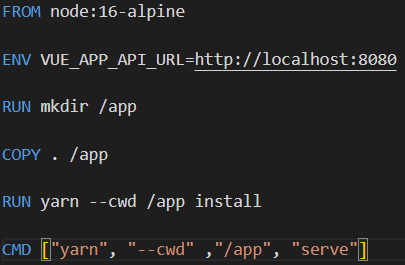 FROM node:16-alpine
ENV VUE_APP_API_URL=http://localhost:8080
RUN mkdir /app
COPY . /app
RUN yarn --cwd /app install
CMD ["yarn", "--cwd" ,"/app", "serve"]